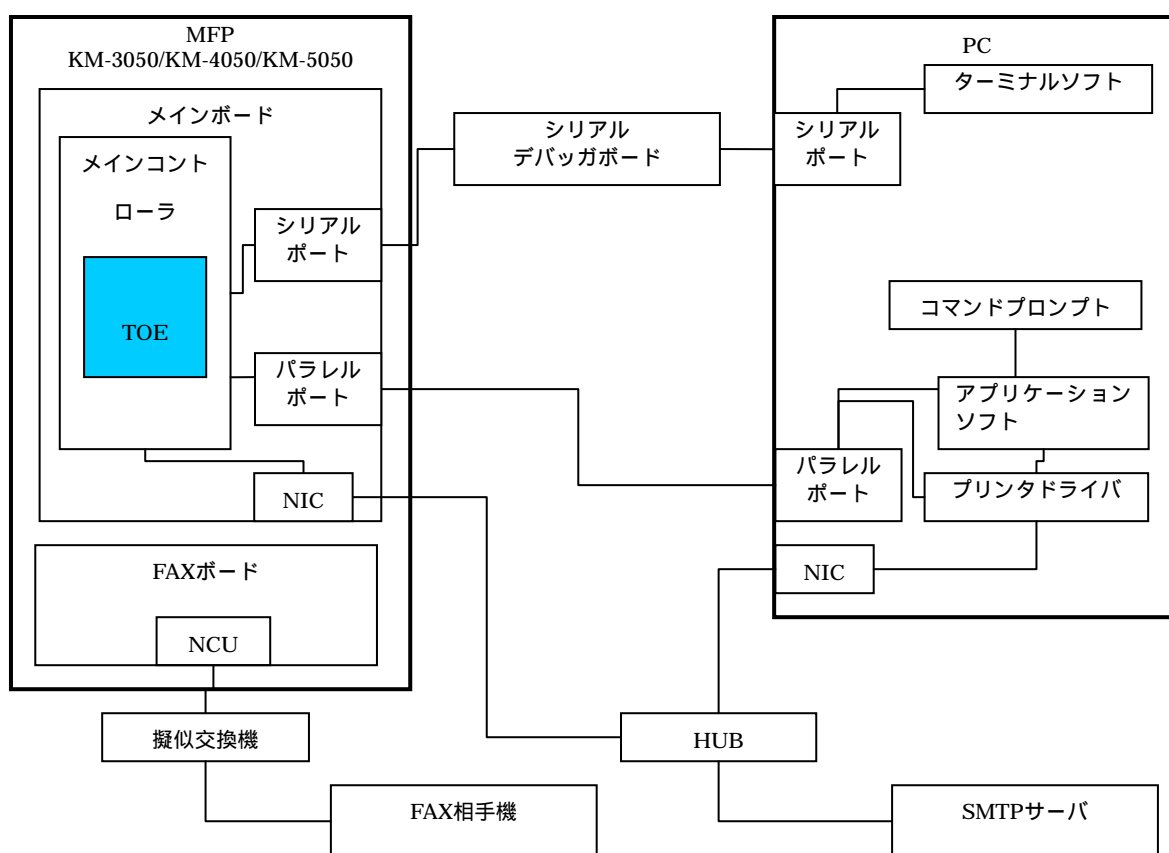 MFP
KM-3050/KM-4050/KM-5050
メインボード
メインコント
ローラ
TOE
シリアル
ポート
パラレル
ポート
NIC
FAXボード
NCU
擬似交換機
FAX相手機
シリアル
デバッガボード
HUB
SMTPサーバ
PC
ターミナルソフト
シリアル
ポート
コマンドプロンプト
アプリケーション
ソフト
パラレル
ポート
プリンタドライバ
NIC